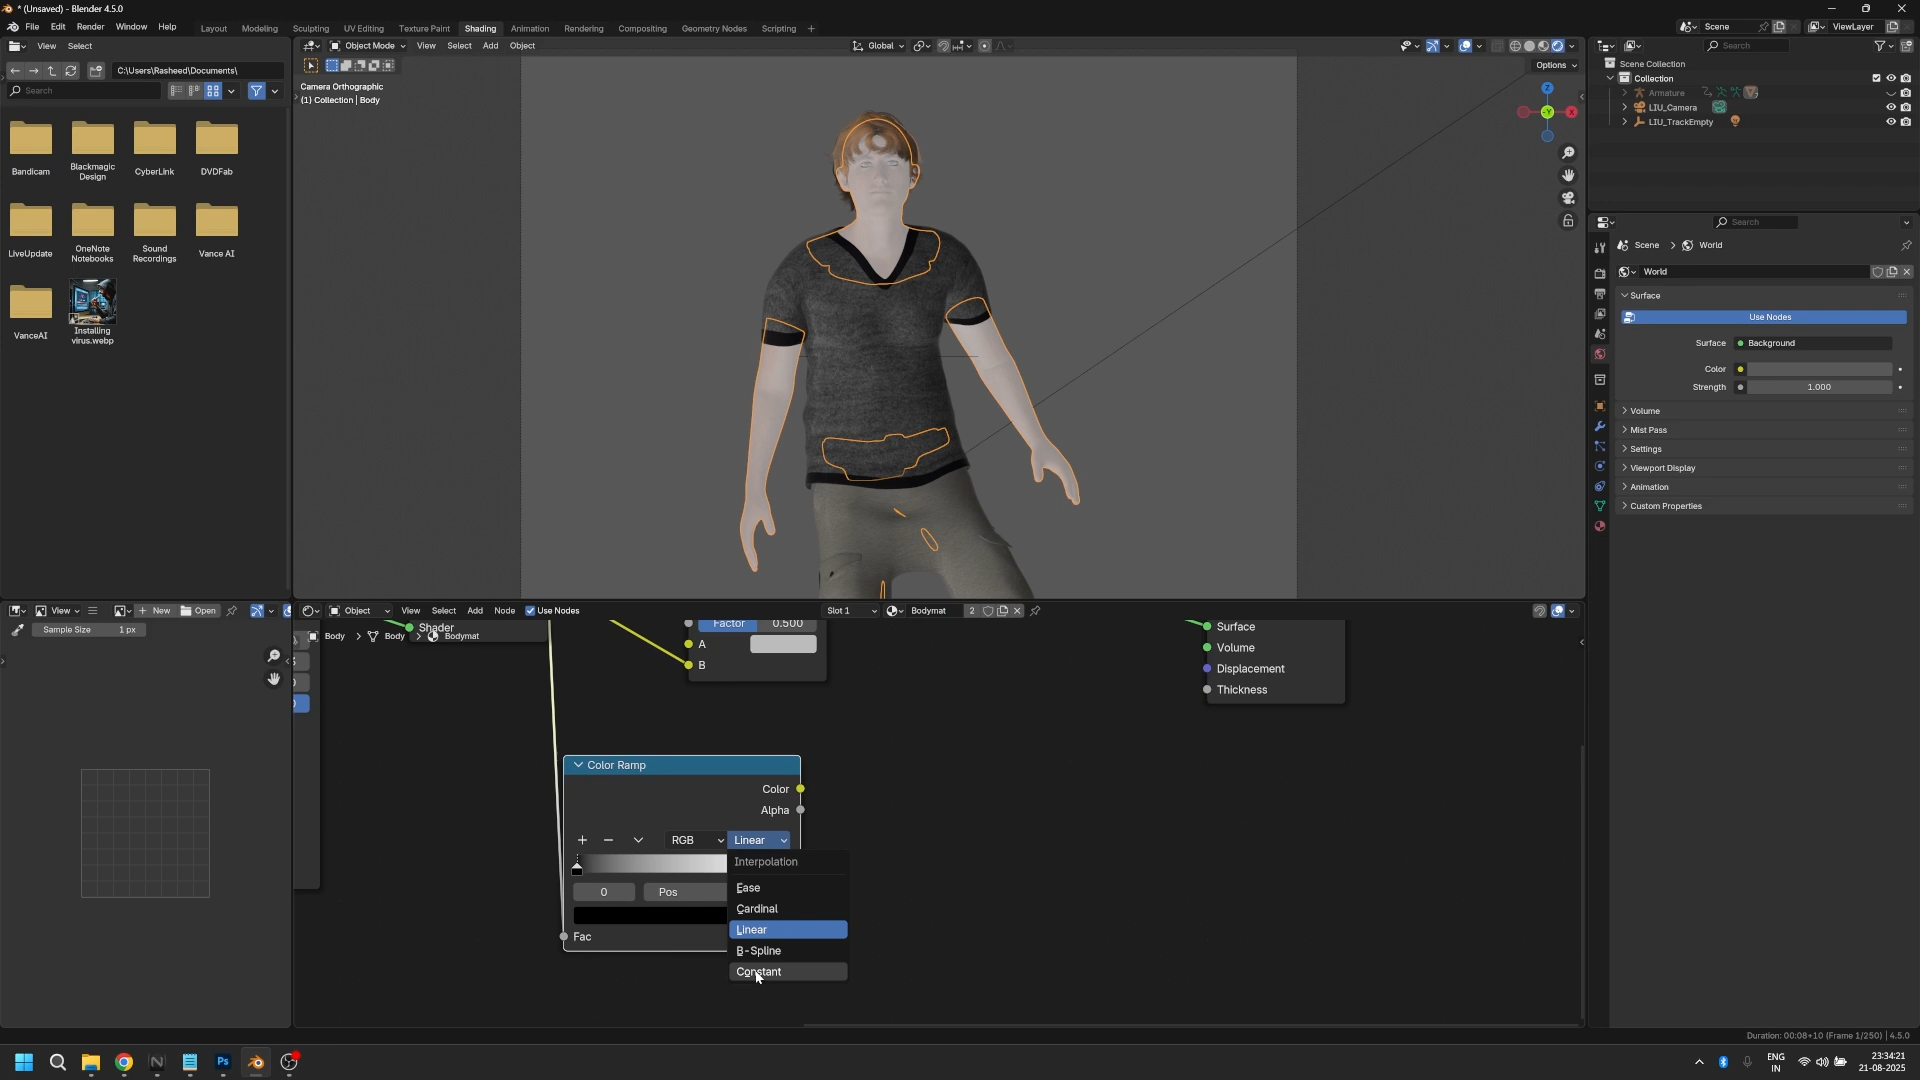 * (Unsaved) - Blender 4.5.0
File Edit Render Window Help
Layout Modeling Sculpting UV Editing Texture Paint Shading Animation Rendering Compositing Geometry Nodes Scripting +
Scene
ViewLayer
View Select
C:\Users\Rasheed\Documents\
Search
Bandicam
Blackmagic Design
CyberLink
DVDFab
LiveUpdate
OneNote Notebooks
Sound Recordings
Vance AI
VanceAI
Installing virus.webp
Object Mode View Select Add Object
Global
Options
Camera Orthographic
(1) Collection | Body
Z
X
-Y
Search
Scene Collection
Collection
Armature
LIU_Camera
LIU_TrackEmpty
Search
Scene > World
World
Surface
Use Nodes
Surface Background
Color
Strength 1.000
Volume
Mist Pass
Settings
Viewport Display
Animation
Custom Properties
View + New Open
Sample Size 1 px
Object View Select Add Node Use Nodes
Slot 1
Bodymat 2
Body > Body > Bodymat
Shader
Factor 0.500
A
B
Surface
Volume
Displacement
Thickness
Color Ramp
Color
Alpha
+ − RGB Linear
0 Pos
Fac
Interpolation
Ease
Cardinal
Linear
B-Spline
Constant
Duration: 00:08+10 (Frame 1/250) | 4.5.0
Ps
ENG
IN
23:34:21
21-08-2025